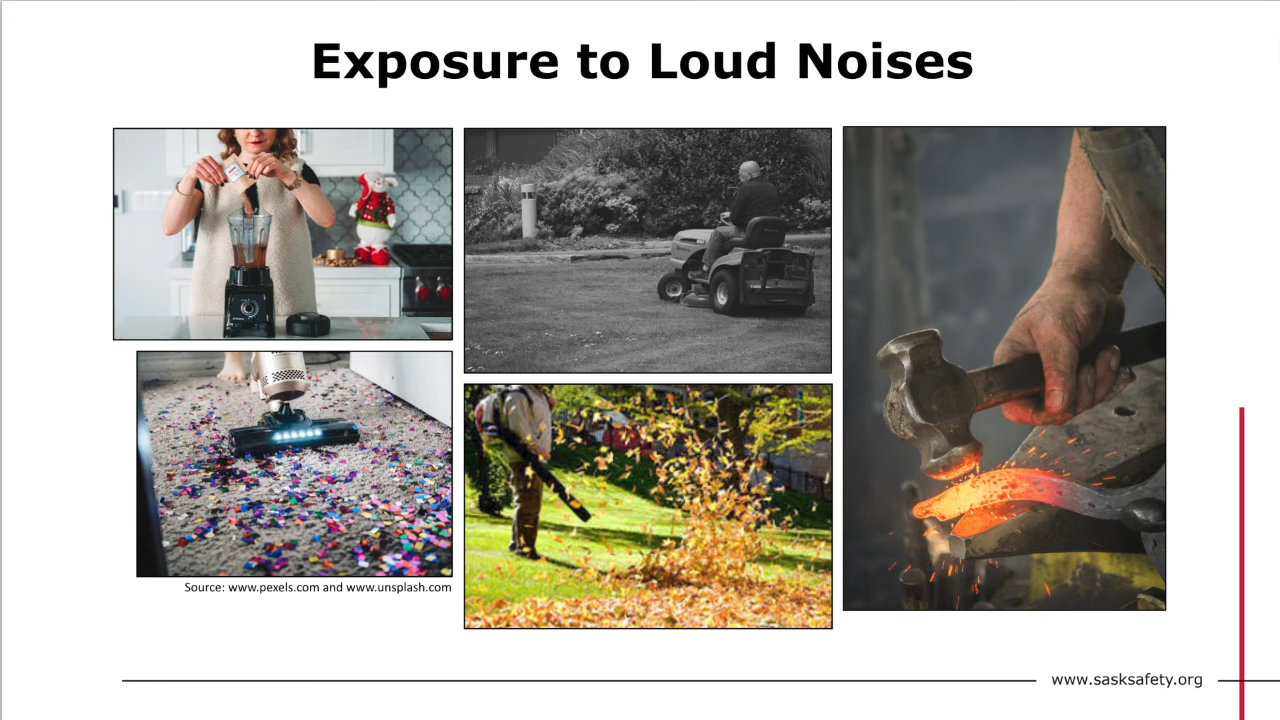 Exposure to Loud Noises
Source: www.pexels.com and www.unsplash.com
www.sasksafety.org